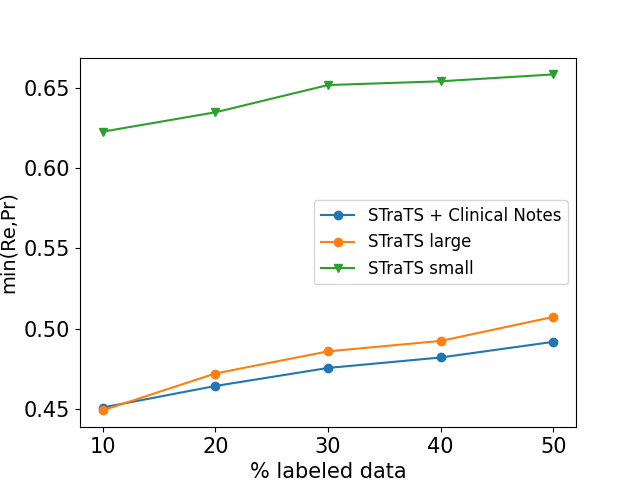 0.65
0.60
0.55
0.50
0.45
min(Re,Pr)
STraTS + Clinical Notes
STraTS large
STraTS small
10 20 30 40 50
% labeled data